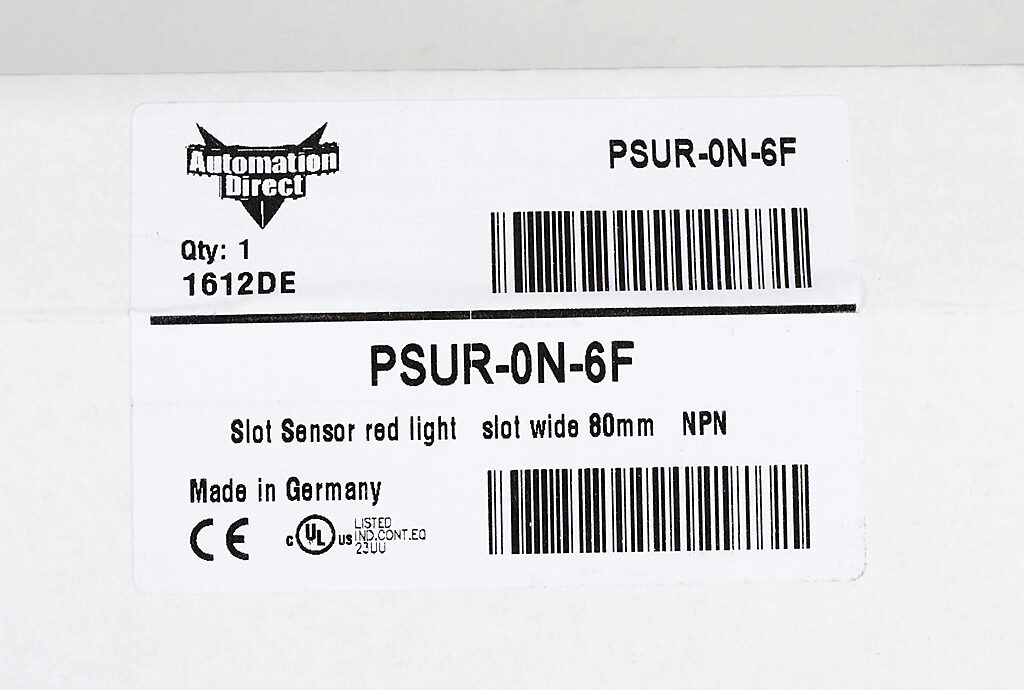 Automation
Direct
PSUR-0N-6F
Qty: 1
1612DE
PSUR-0N-6F
Slot Sensor red light slot wide 80mm NPN
Made in Germany
CE
c UL us LISTED
IND.CONT.EQ
23UU